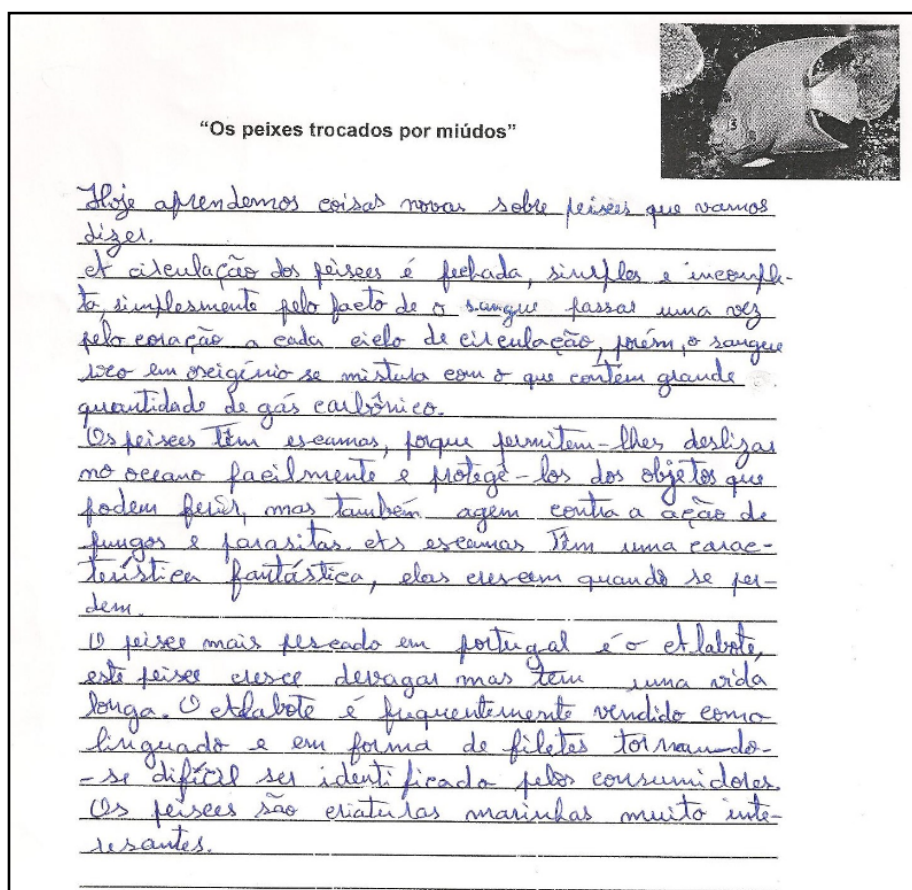 “Os peixes trocados por miúdos”
Hoje aprendemos coisas novas sobre peixes que vamos
dizer.
A circulação dos peixes é fechada, simples e incomple-
ta, simplesmente pelo facto de o sangue passar uma vez
pelo coração a cada ciclo de circulação, porém, o sangue
rico em oxigénio se mistura com o que contém grande
quantidade de gás carbônico.
Os peixes têm escamas, porque permitem-lhes deslizar
no oceano facilmente e protegê-los dos objetos que
podem ferir, mas também agem contra a ação de
fungos e parasitas. As escamas têm uma carac-
terística fantástica, elas crescem quando se per-
dem.
O peixe mais pescado em portugal é o Alabote,
este peixe cresce devagar mas tem uma vida
longa. O Alabote é frequentemente vendido como
linguado e em forma de filetes tornando-
-se difícil ser identificado pelos consumidores.
Os peixes são criaturas marinhas muito inte-
resantes.